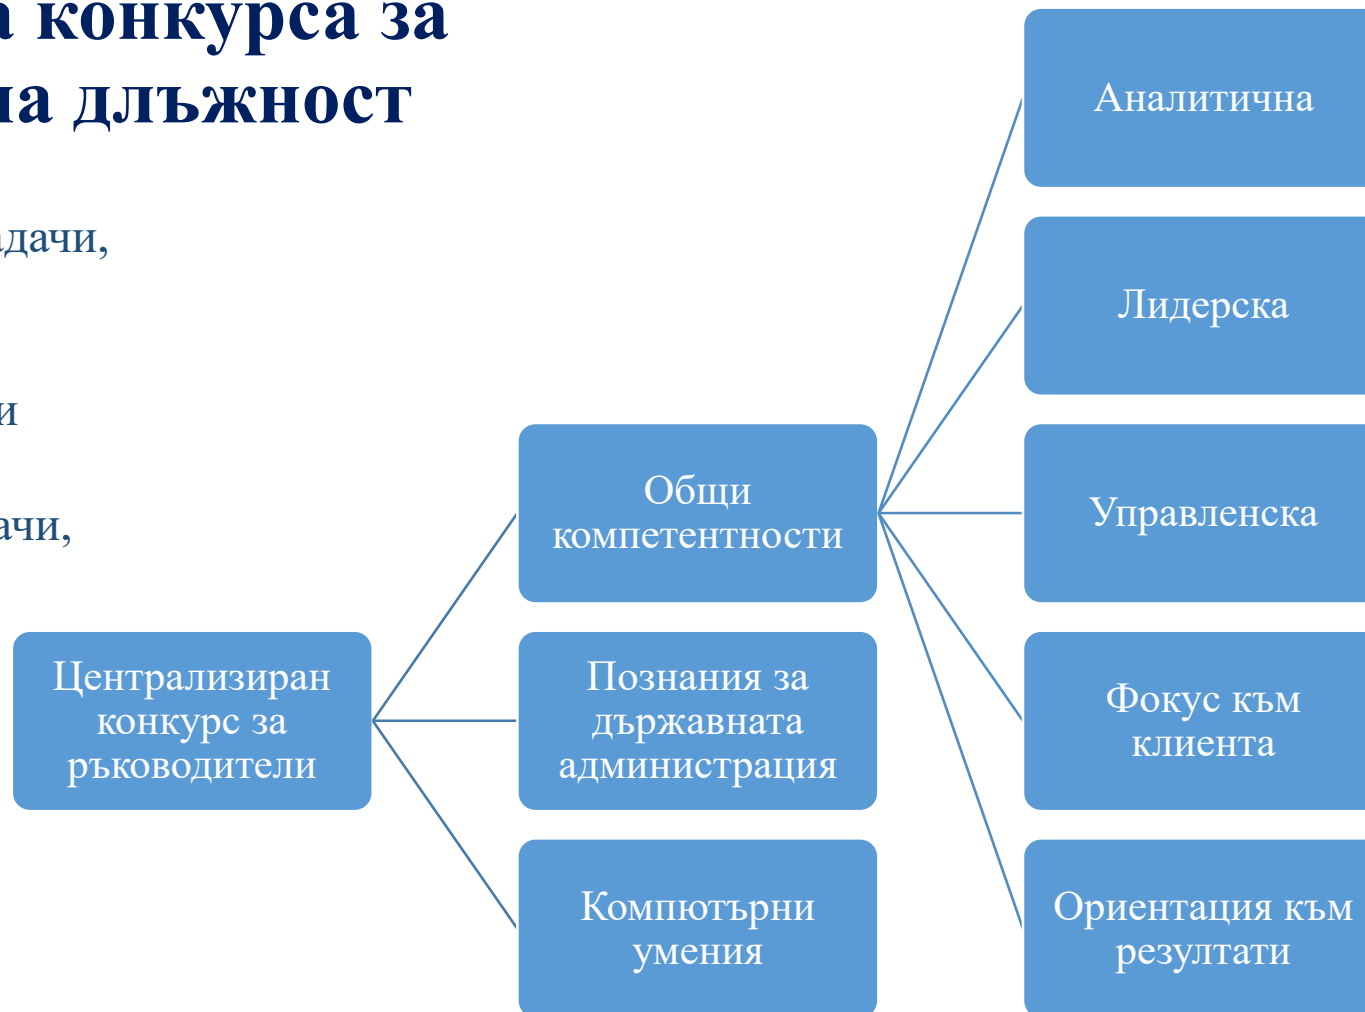 а конкурса за
на длъжност
адачи,
и
ачи,
Централизиран
конкурс за
ръководители
Общи
компетентности
Познания за
държавната
администрация
Компютърни
умения
Аналитична
Лидерска
Управленска
Фокус към
клиента
Ориентация към
резултати